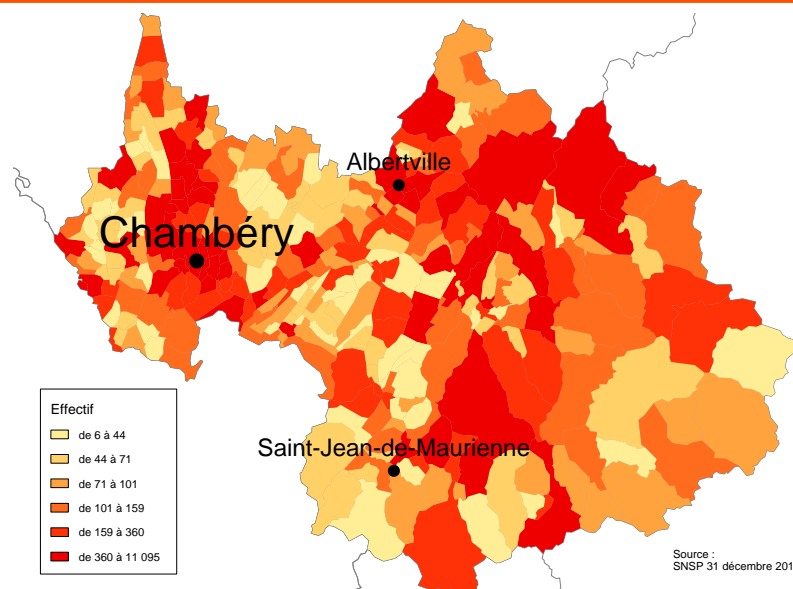 Albertville
Chambéry
Saint-Jean-de-Maurienne
Effectif
de 6 à 44
de 44 à 71
de 71 à 101
de 101 à 159
de 159 à 360
de 360 à 11 095
Source :
SNSP 31 décembre 201